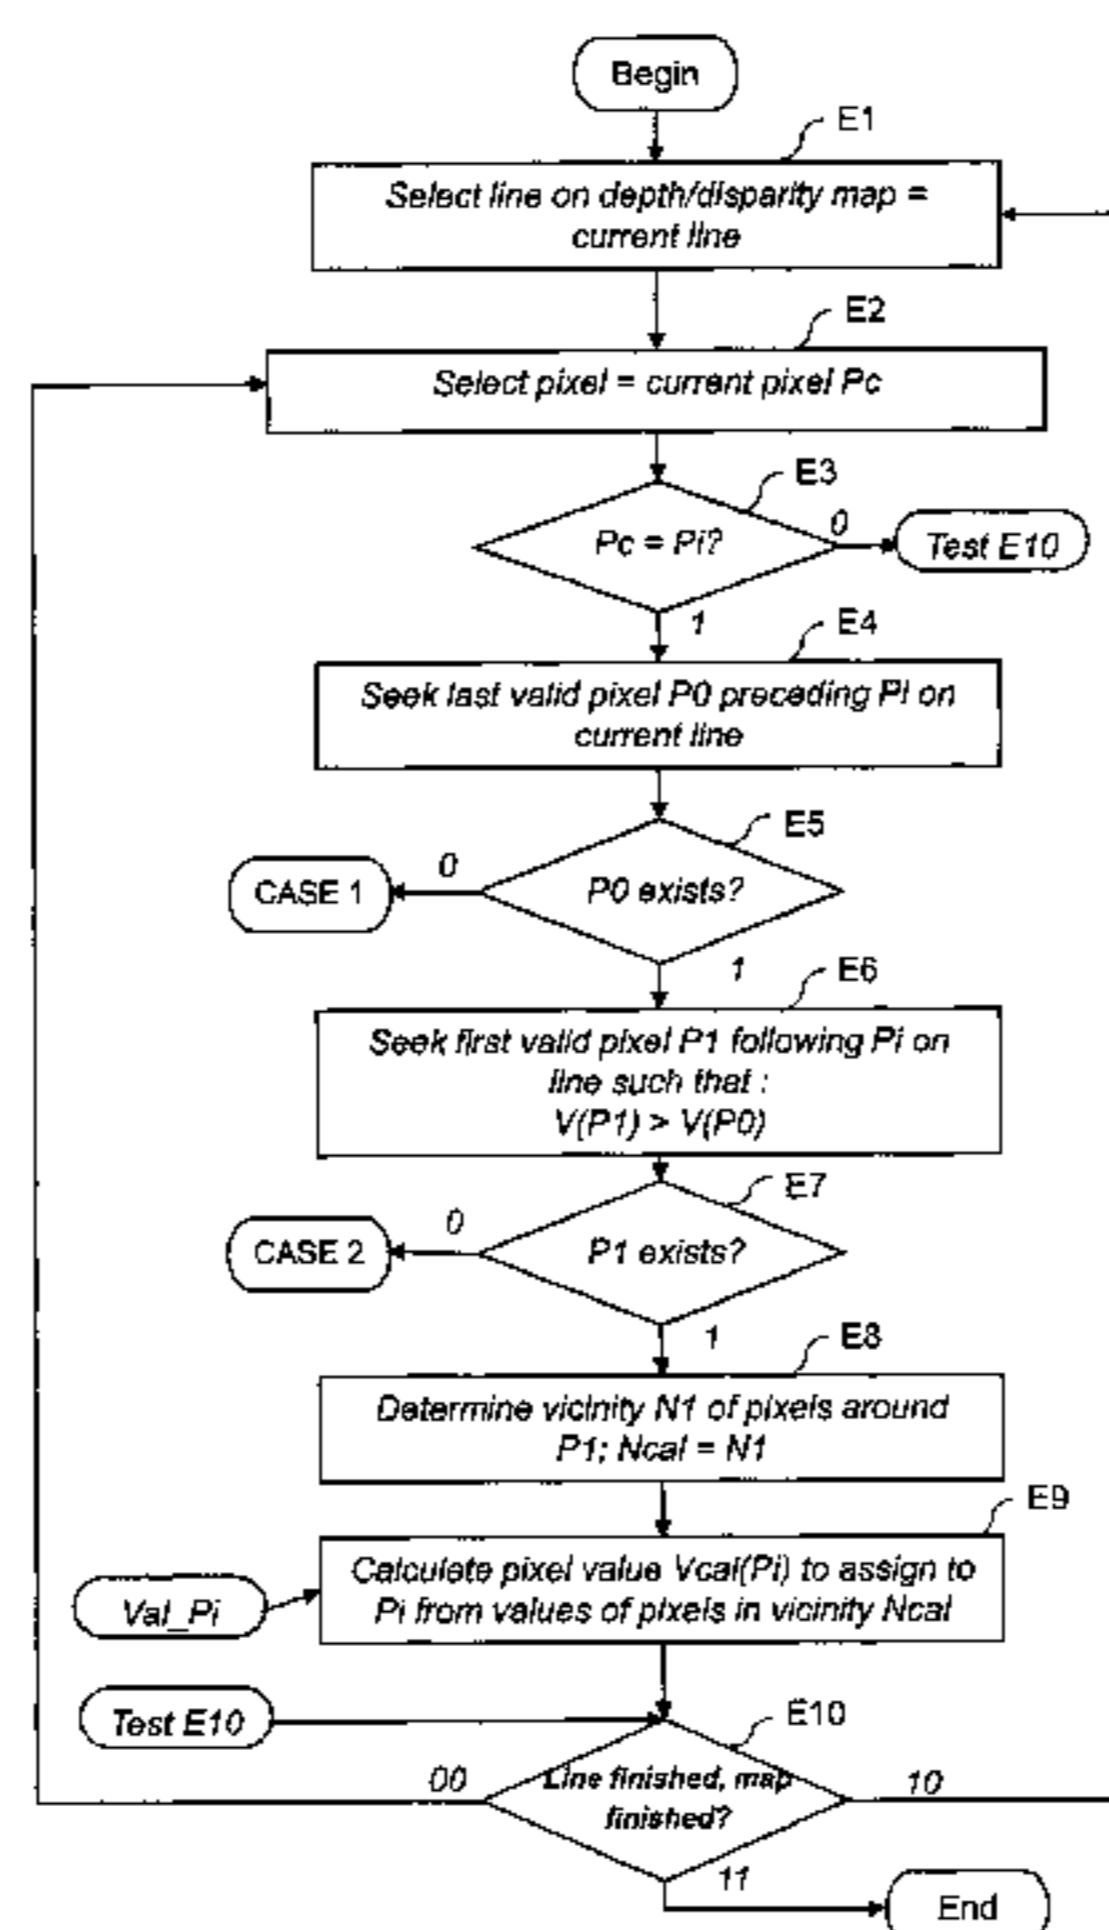 Begin
E1
Select line on depth/disparity map =
current line
E2
Select pixel = current pixel Pc
E3
Pc = Pi?
0
Test E10
1
E4
Seek last valid pixel P0 preceding Pi on
current line
E5
0
CASE 1
P0 exists?
1
E6
Seek first valid pixel P1 following Pi on
line such that :
V(P1) > V(P0)
E7
0
CASE 2
P1 exists?
1
E8
Determine vicinity N1 of pixels around
P1; Ncal = N1
E9
Calculate pixel value Vcal(Pi) to assign to
Pi from values of pixels in vicinity Ncal
Val_Pi
Test E10
E10
00
Line finished, map
finished?
10
11
End